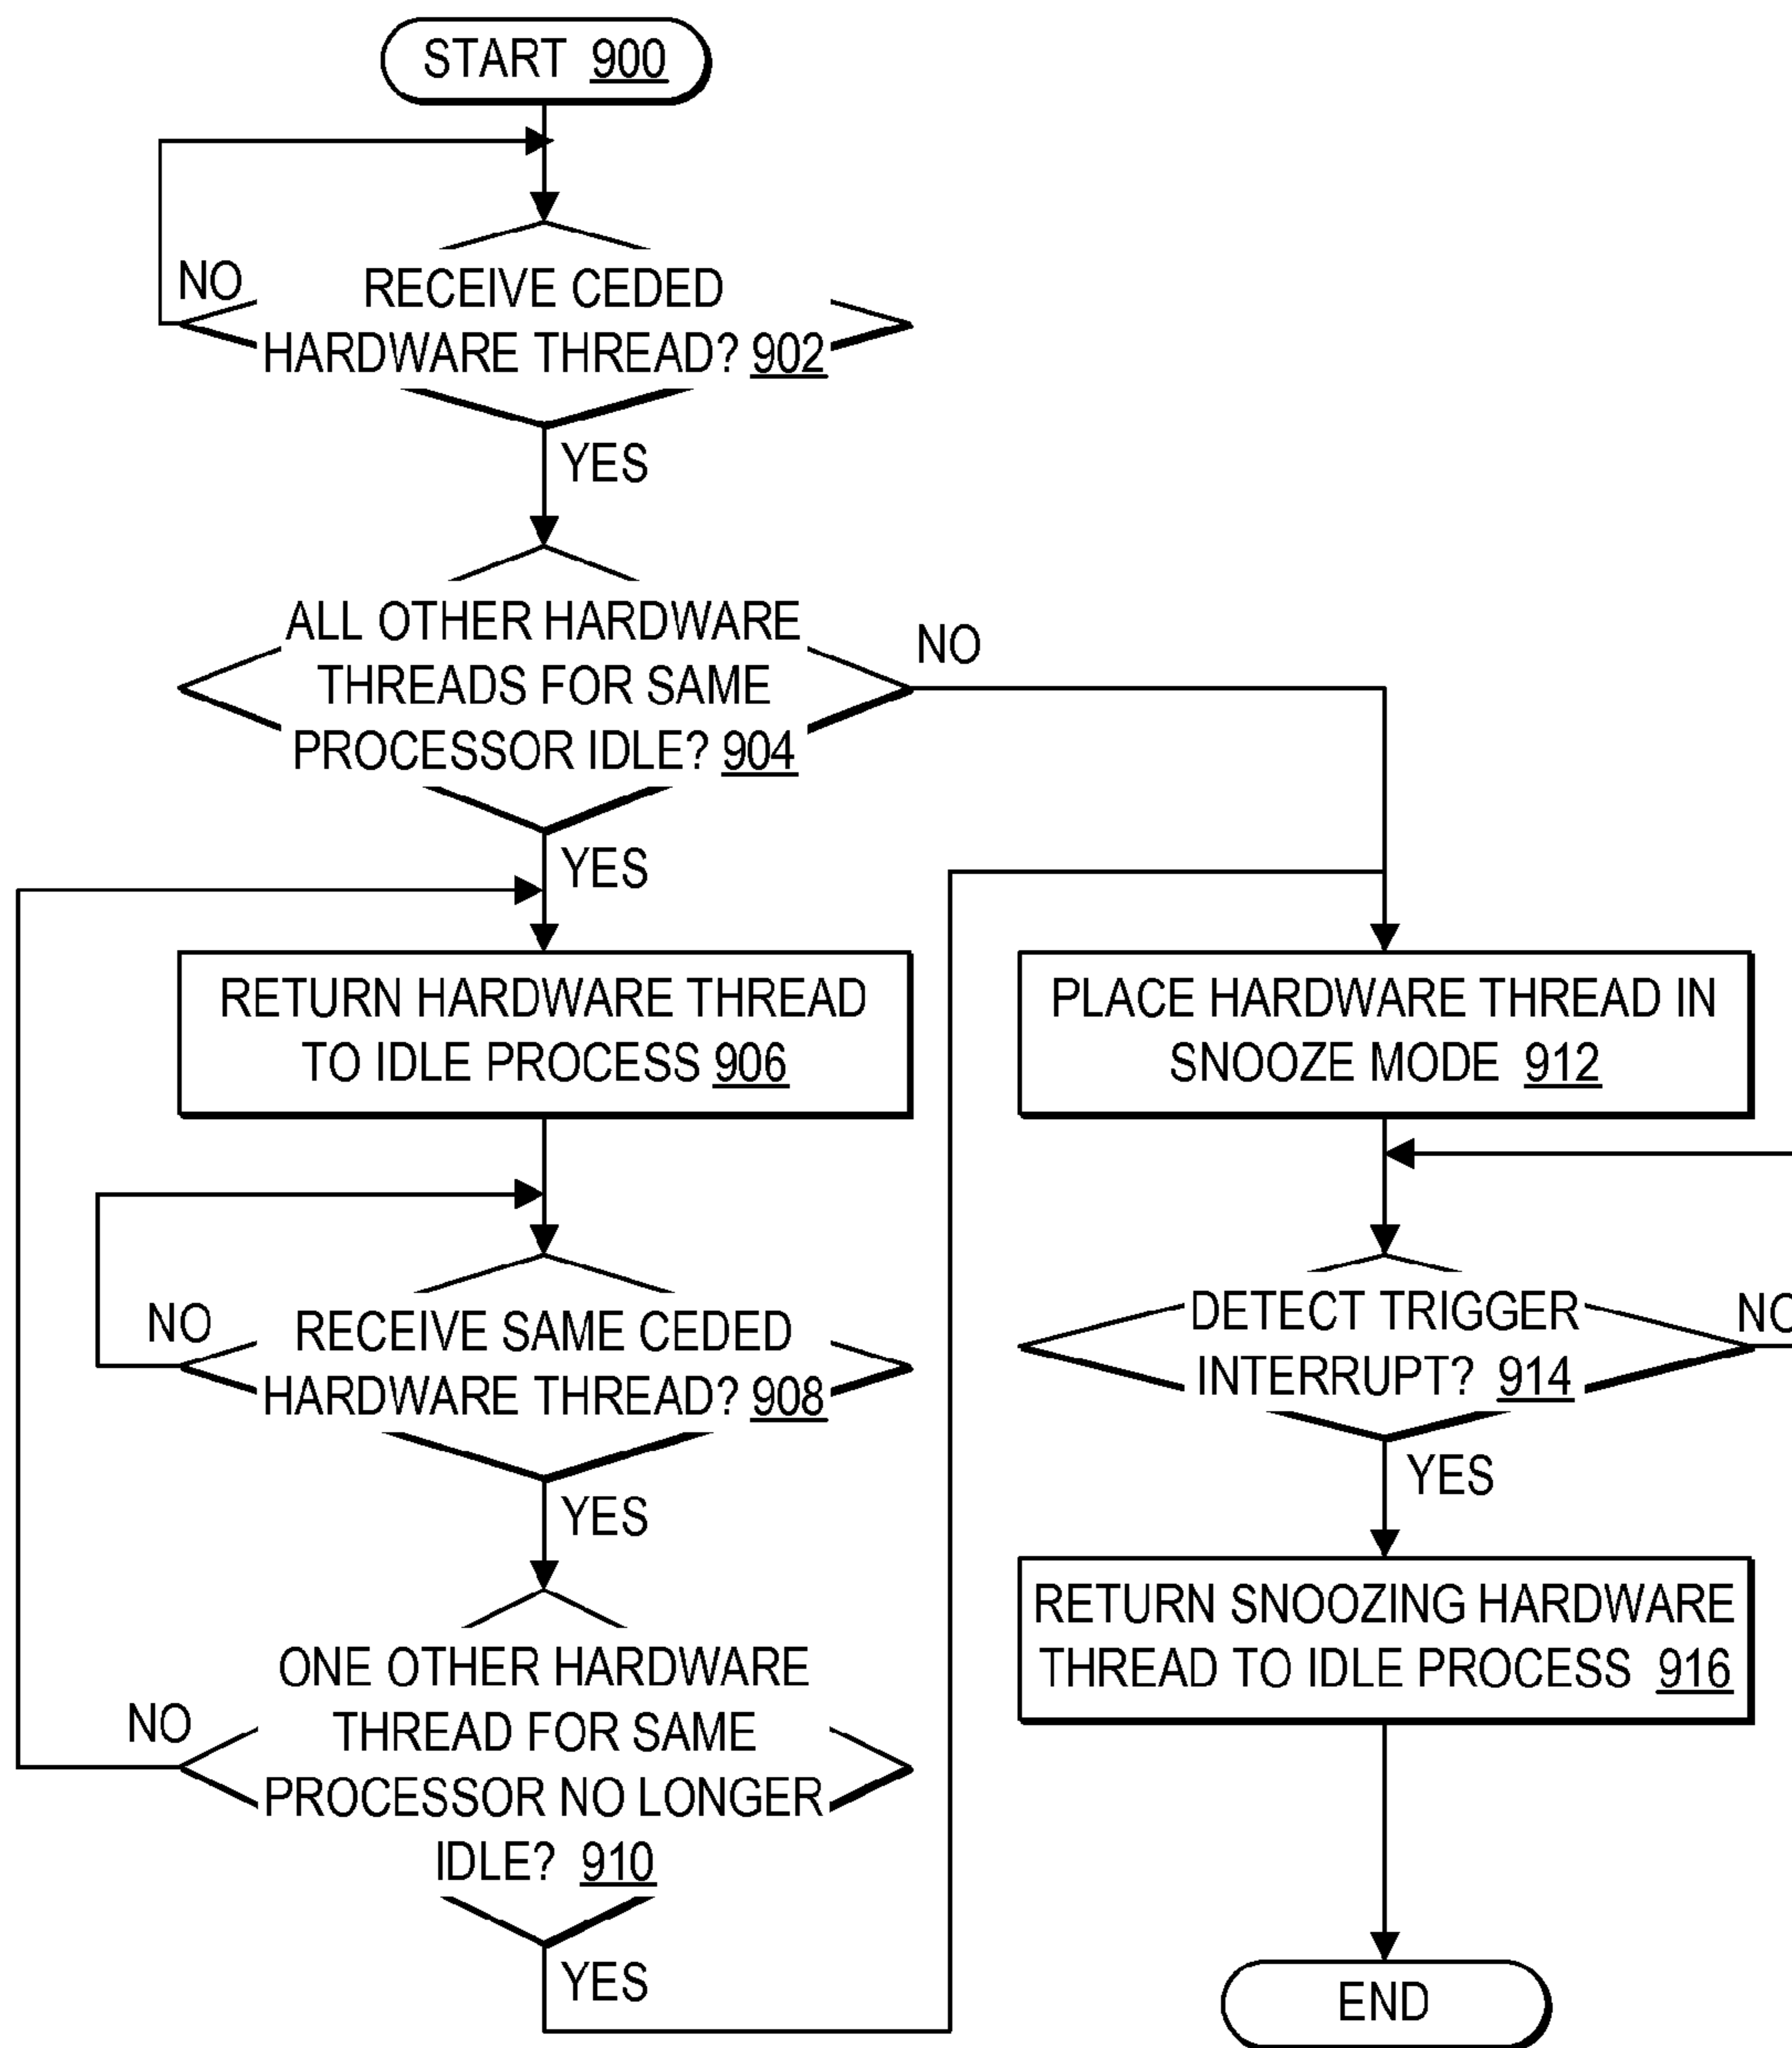 START 900
NO
RECEIVE CEDED
HARDWARE THREAD? 902
YES
ALL OTHER HARDWARE
THREADS FOR SAME
PROCESSOR IDLE? 904
NO
YES
RETURN HARDWARE THREAD
TO IDLE PROCESS 906
NO
RECEIVE SAME CEDED
HARDWARE THREAD? 908
YES
ONE OTHER HARDWARE
THREAD FOR SAME
PROCESSOR NO LONGER
IDLE? 910
NO
YES
PLACE HARDWARE THREAD IN
SNOOZE MODE 912
DETECT TRIGGER
INTERRUPT? 914
NO
YES
RETURN SNOOZING HARDWARE
THREAD TO IDLE PROCESS 916
END